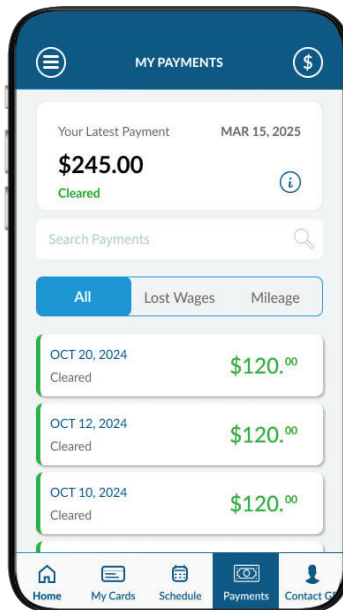 MY PAYMENTS $
Your Latest Payment MAR 15, 2025
$245.00
i
Cleared
Search Payments
All Lost Wages Mileage
OCT 20, 2024
$120.00
Cleared
OCT 12, 2024
$120.00
Cleared
OCT 10, 2024
$120.00
Cleared
Home My Cards Schedule Payments Contact